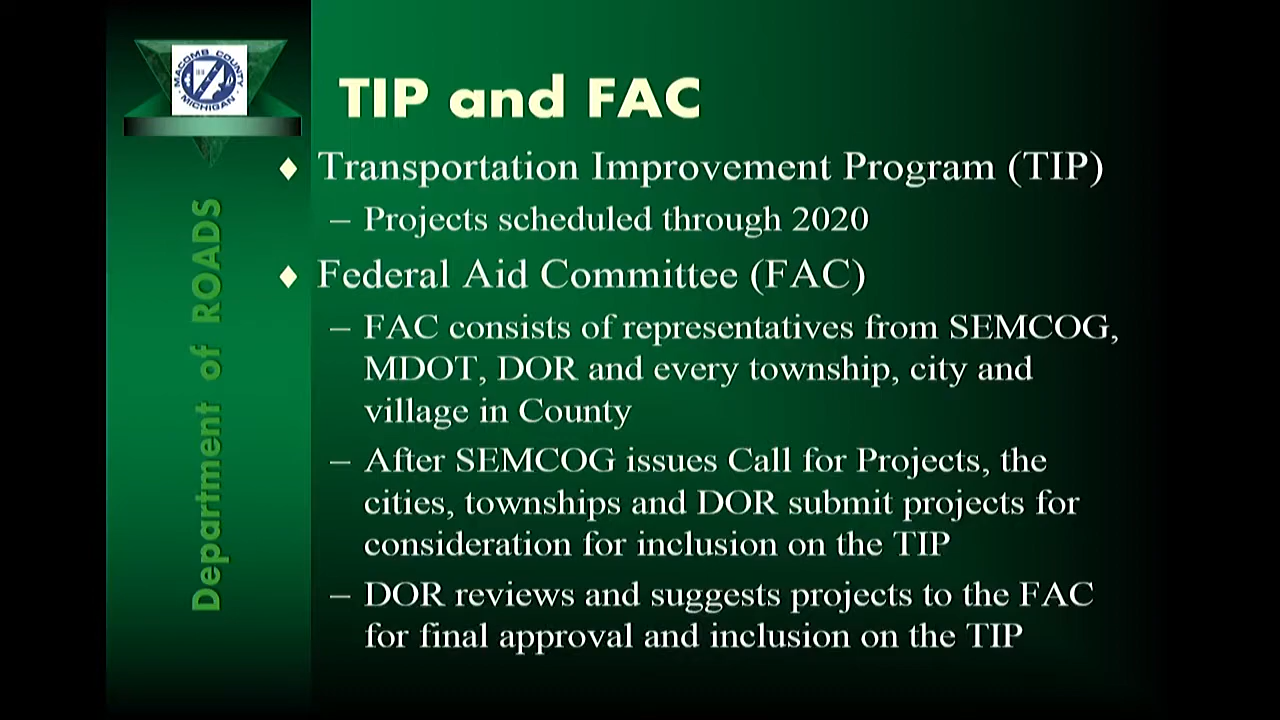 MACOMB COUNTY
MICHIGAN
Department of ROADS
TIP and FAC
Transportation Improvement Program (TIP)
– Projects scheduled through 2020
Federal Aid Committee (FAC)
– FAC consists of representatives from SEMCOG,
MDOT, DOR and every township, city and
village in County
– After SEMCOG issues Call for Projects, the
cities, townships and DOR submit projects for
consideration for inclusion on the TIP
– DOR reviews and suggests projects to the FAC
for final approval and inclusion on the TIP